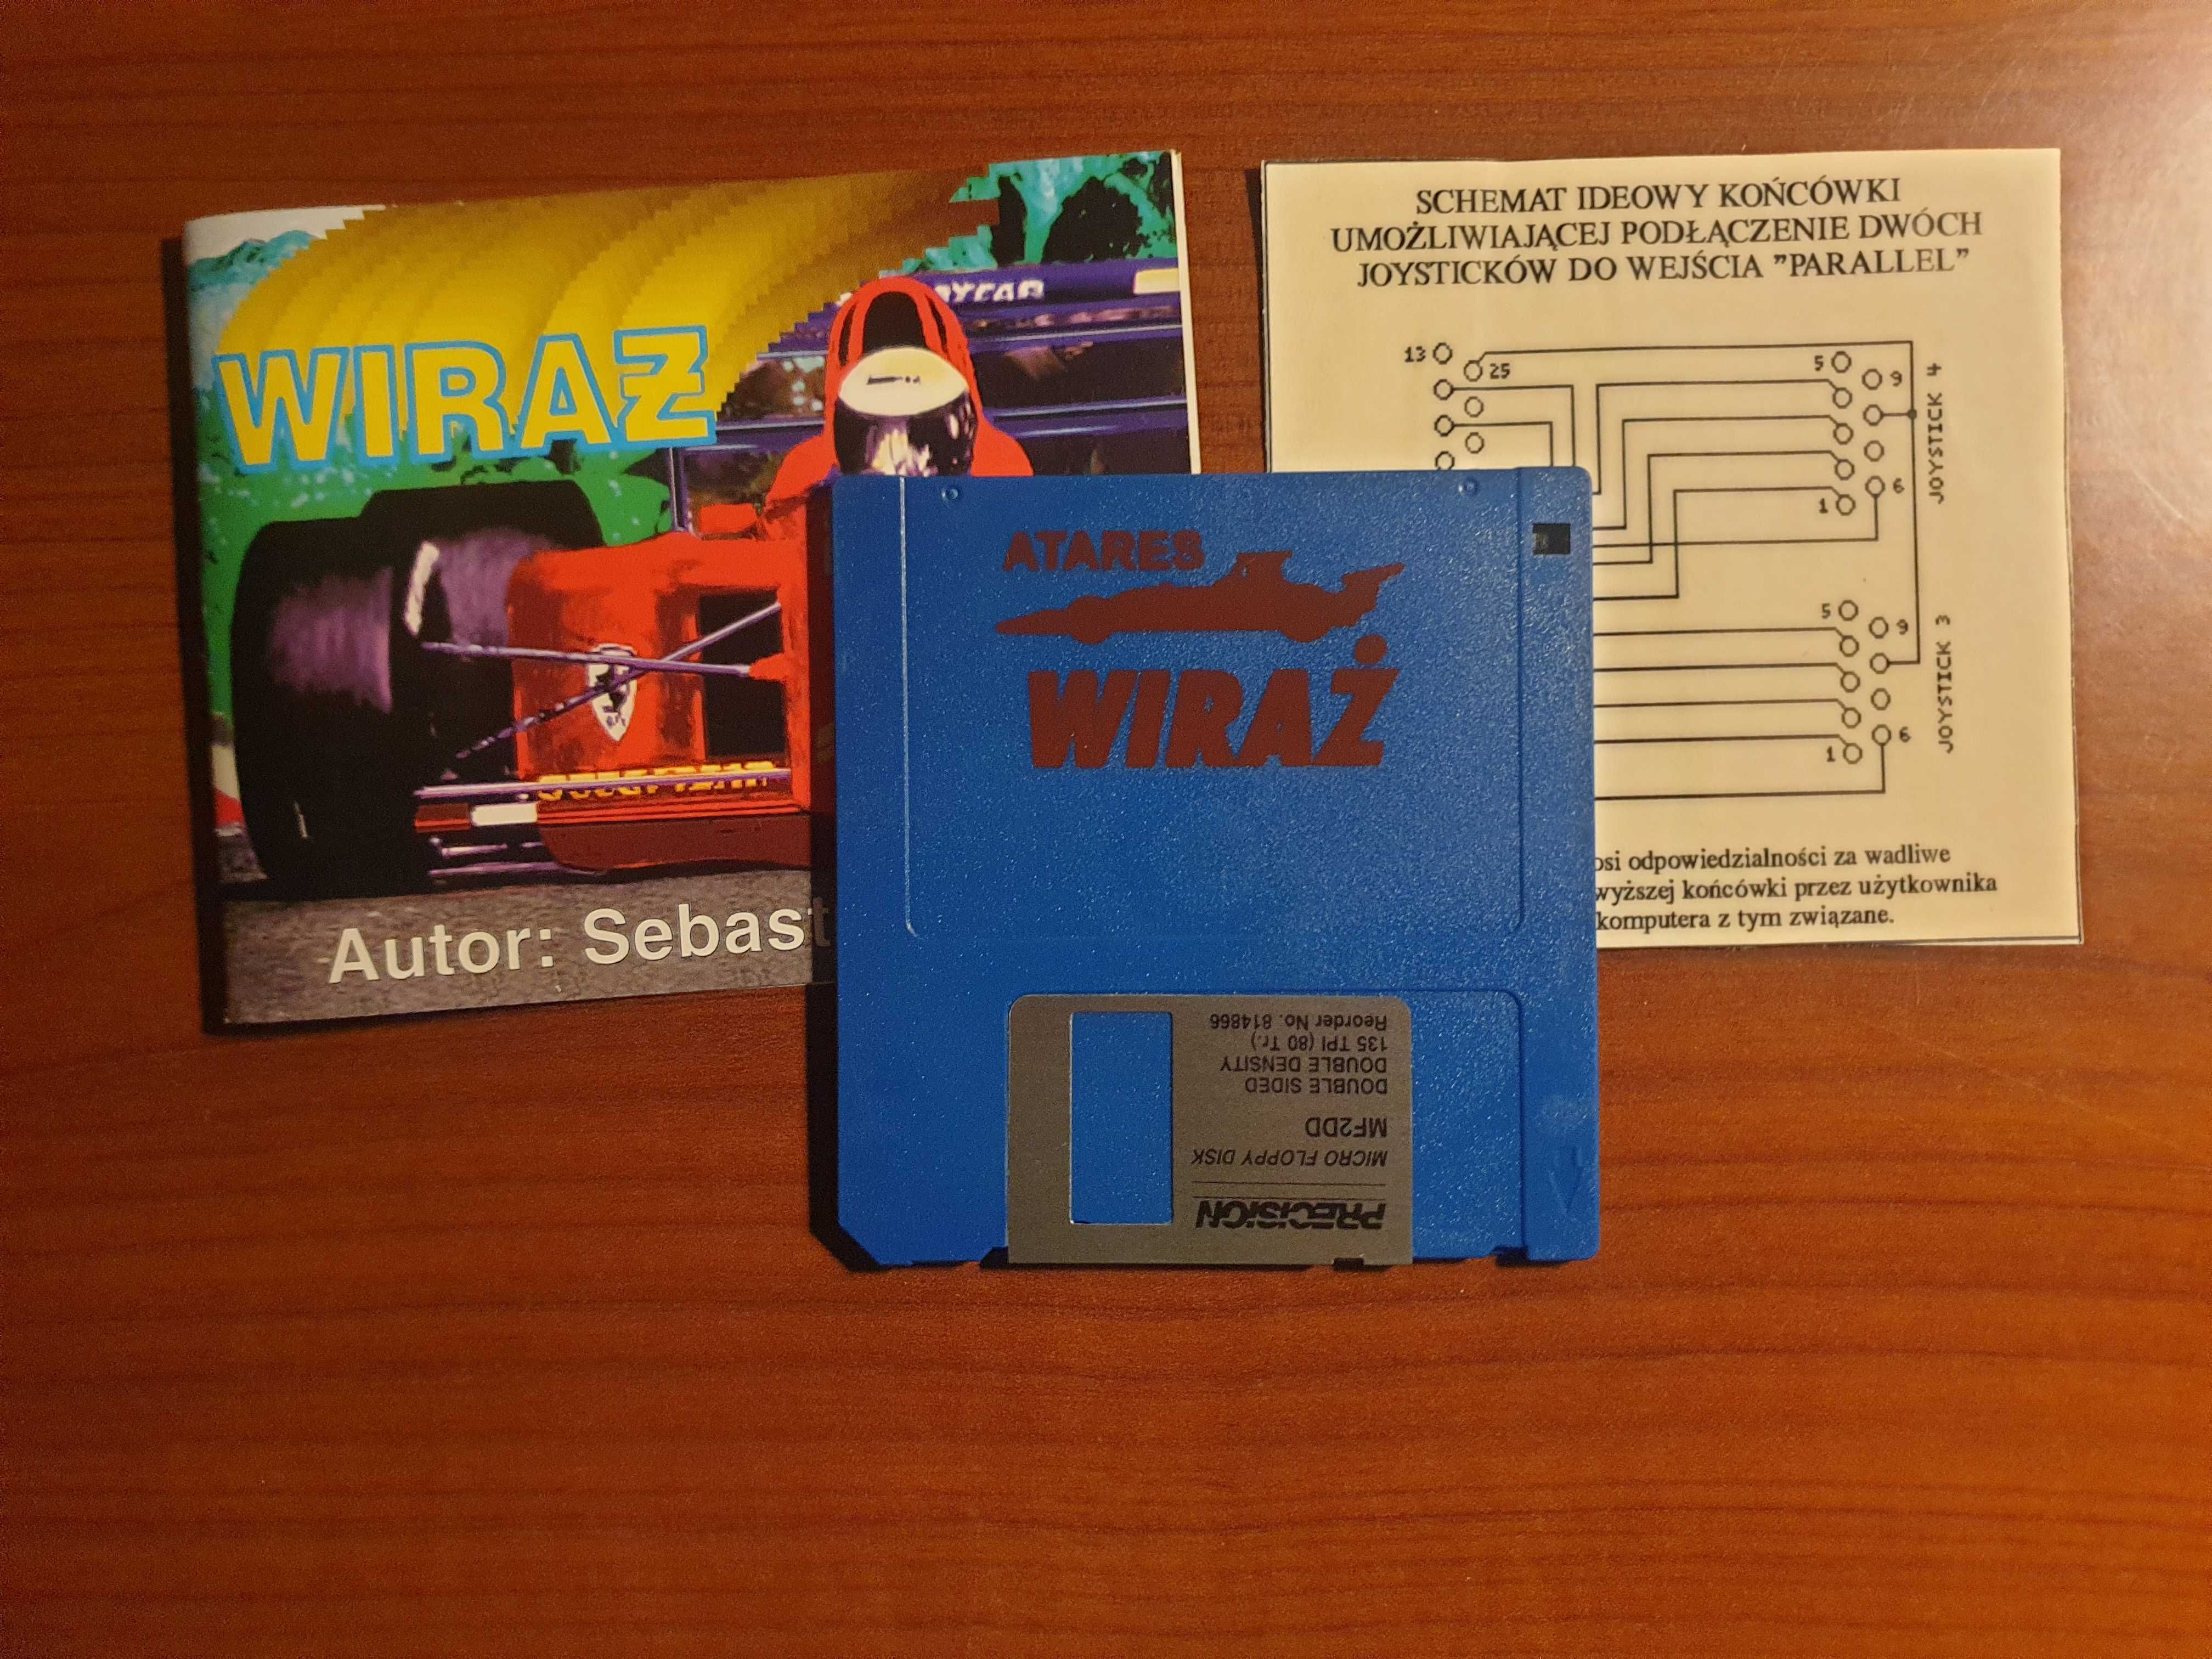 WIRAŻ
Autor: Sebast
SCHEMAT IDEOWY KOŃCÓWKI
UMOŻLIWIAJĄCEJ PODŁĄCZENIE DWÓCH
JOYSTICKÓW DO WEJŚCIA "PARALLEL"
13
25
5
9
1
6
JOYSTICK 4
5
9
1
6
JOYSTICK 3
osi odpowiedzialności za wadliwe
wyższej końcówki przez użytkownika
komputera z tym związane.
ATARES
WIRAŻ
PRECISION
MICRO FLOPPY DISK
MF2DD
DOUBLE SIDED
DOUBLE DENSITY
135 TPI (80 Tr.)
Reorder No. 814866